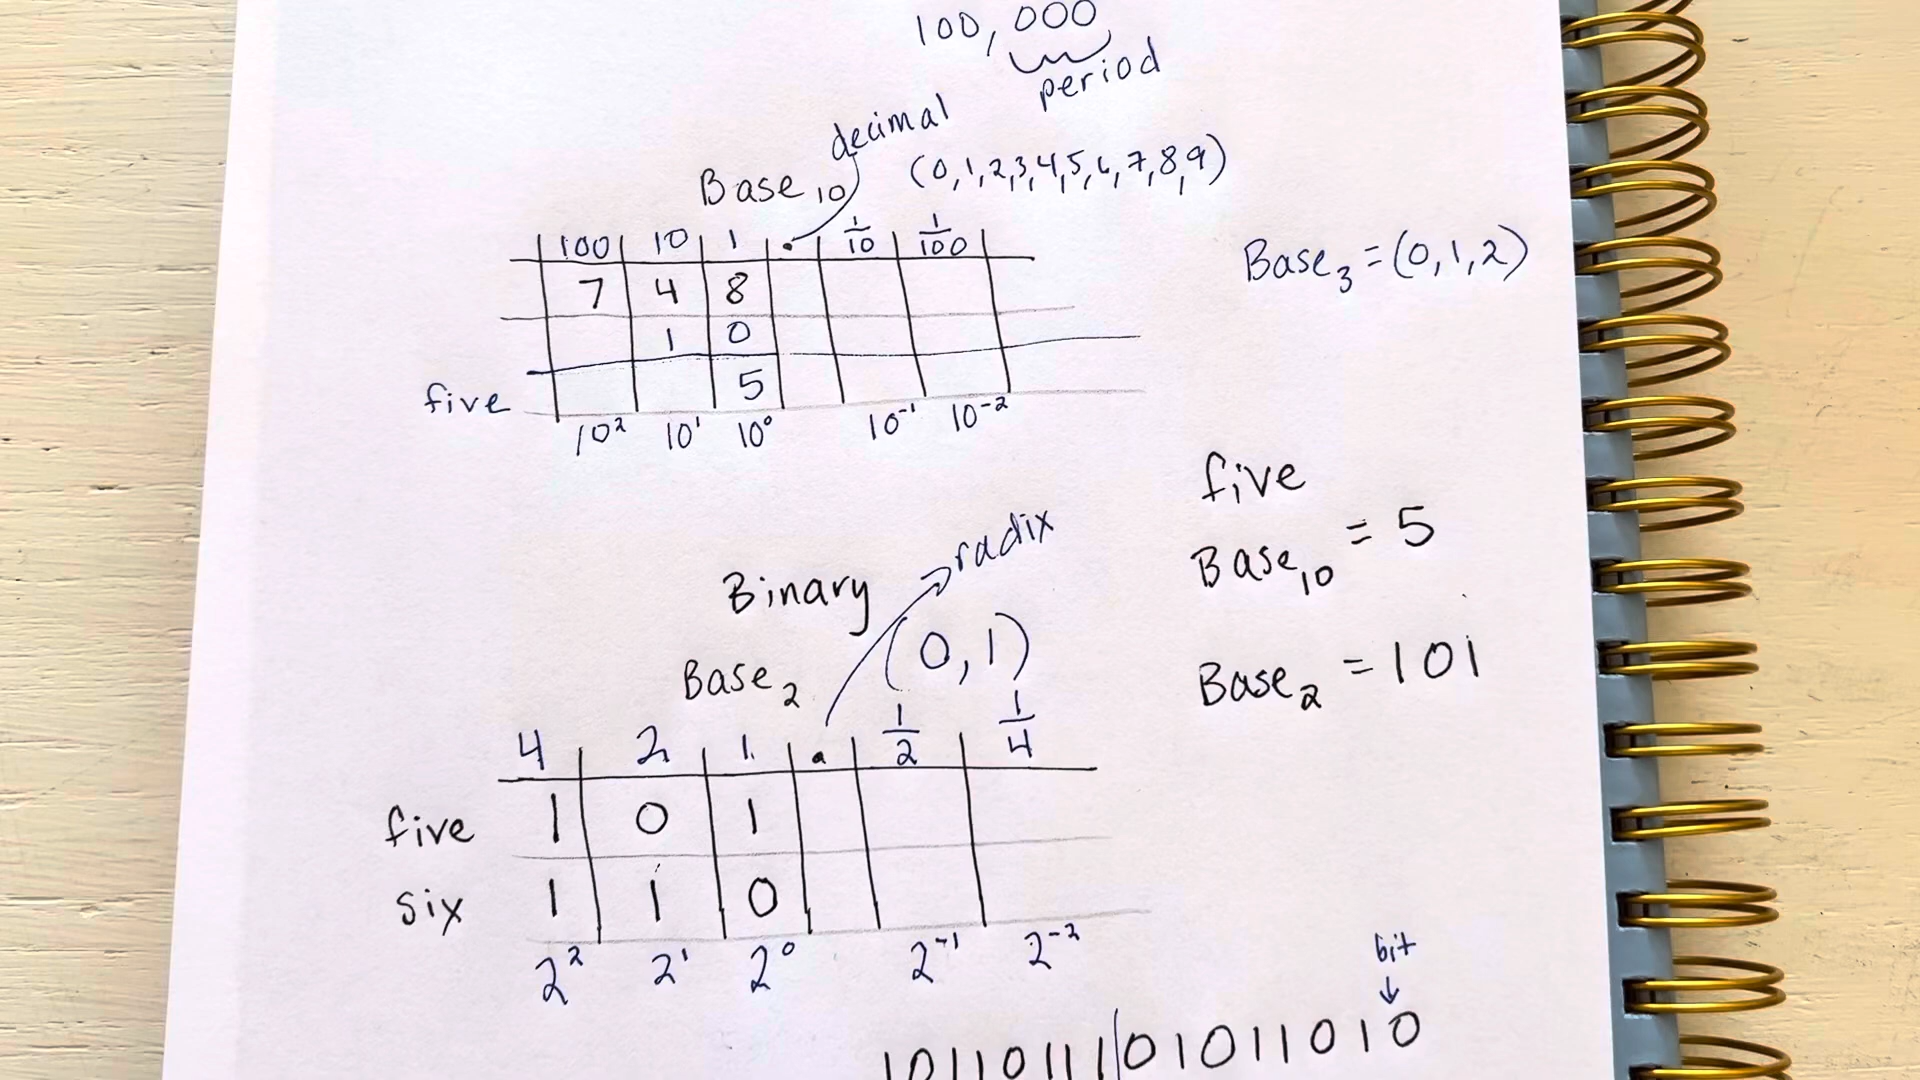 100,000
period
decimal
Base₁₀ (0,1,2,3,4,5,6,7,8,9)
100 10 1 . 1/10 1/100
7 4 8
1 0
five 5
10² 10¹ 10⁰ 10⁻¹ 10⁻²
Base₃ = (0,1,2)
five
Base₁₀ = 5
Base₂ = 101
radix
Binary
Base₂ (0,1)
4 2 1 . 1/2 1/4
five 1 0 1
six 1 1 0
2² 2¹ 2⁰ 2⁻¹ 2⁻²
bit
↓
10110111|01011010